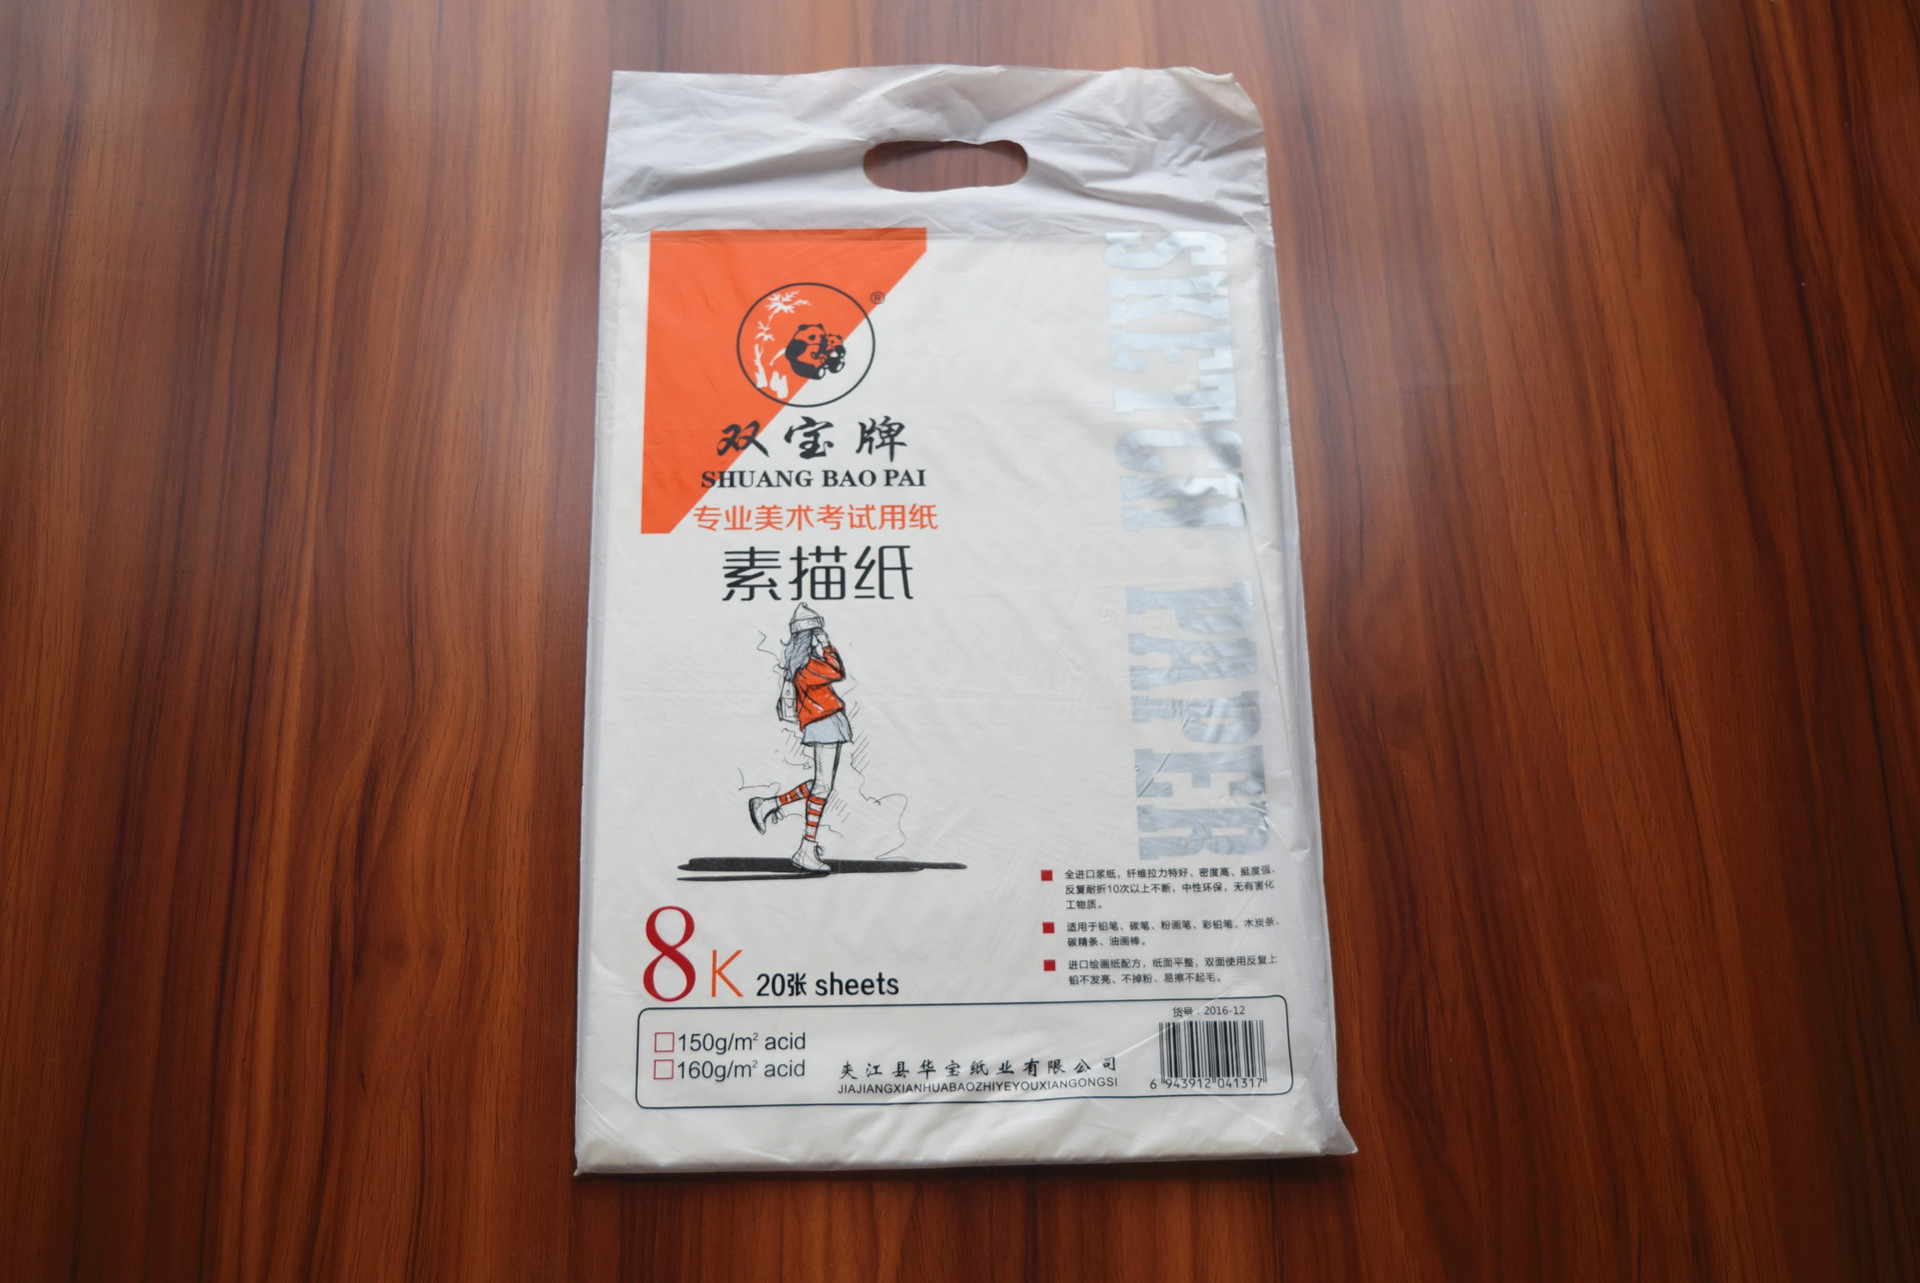 ®
双宝牌
SHUANG BAO PAI
专业美术考试用纸
素描纸
SKETCH PAPER
全进口浆纸，纤维拉力特好、密度高、挺度强、
反复耐折10次以上不断，中性环保，无有害化
工物质。
适用于铅笔、碳笔、粉画笔、彩铅笔、木炭条、
碳精条、油画棒。
进口绘画纸配方，纸面平整，双面使用反复上
铅不发亮、不掉粉、易擦不起毛。
8K 20张 sheets
150g/m² acid
160g/m² acid
夹江县华宝纸业有限公司
JIAJIANGXIANHUABAOZHIYEYOUXIANGONGSI
货号：2016-12
6 943912 041317